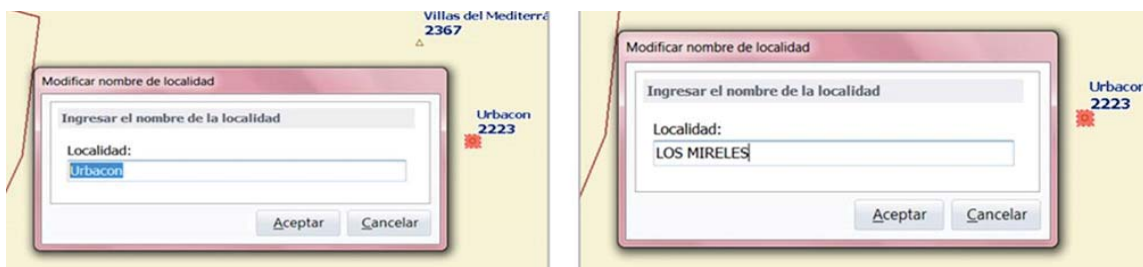 Villas del Mediterrá
2367
Modificar nombre de localidad
Ingresar el nombre de la localidad
Localidad:
Urbacon
Aceptar
Cancelar
Urbacon
2223
Modificar nombre de localidad
Ingresar el nombre de la localidad
Localidad:
LOS MIRELES
Aceptar
Cancelar
Urbacon
2223